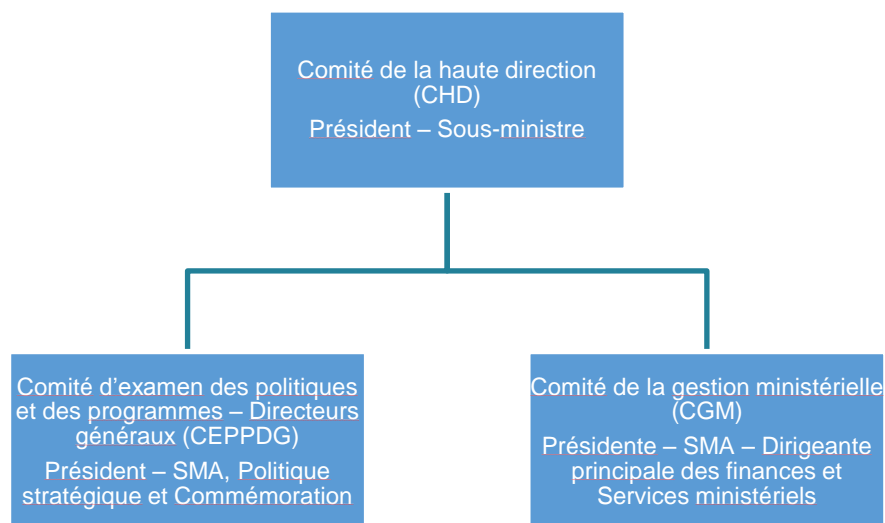 Comité de la haute direction
(CHD)
Président – Sous-ministre
Comité d'examen des politiques
et des programmes – Directeurs
généraux (CEPPDG)
Président – SMA, Politique
stratégique et Commémoration
Comité de la gestion ministérielle
(CGM)
Présidente – SMA – Dirigeante
principale des finances et
Services ministériels